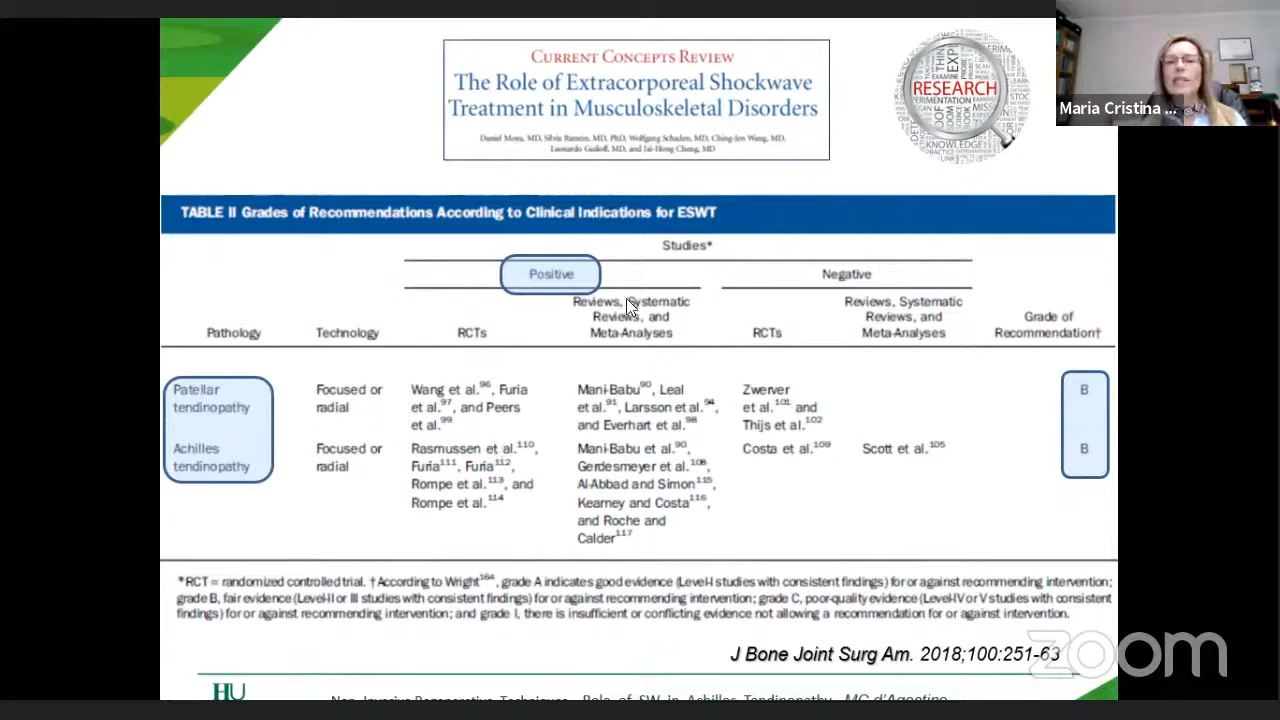 CURRENT CONCEPTS REVIEW
The Role of Extracorporeal Shockwave
Treatment in Musculoskeletal Disorders
Daniel Moya, MD, Silvia Ramón, MD, PhD, Wolfgang Schaden, MD, Ching-Jen Wang, MD,
Leonardo Guiloff, MD, and Jai-Hong Cheng, MD
RESEARCH
Maria Cristina ...
TABLE II Grades of Recommendations According to Clinical Indications for ESWT
Studies*
Positive Negative
Pathology Technology RCTs Reviews, Systematic Reviews, and Meta-Analyses RCTs Reviews, Systematic Reviews, and Meta-Analyses Grade of Recommendation†
Patellar Focused or Wang et al.96, Furia Mani-Babu90, Leal Zwerver B
tendinopathy radial et al.97, and Peers et al.91, Larsson et al.94, et al.101 and
et al.99 and Everhart et al.98 Thijs et al.102
Achilles Focused or Rasmussen et al.110, Mani-Babu et al.90, Costa et al.109 Scott et al.105 B
tendinopathy radial Furia111, Furia112, Gerdesmeyer et al.108,
Rompe et al.113, and Al-Abbad and Simon115,
Rompe et al.114 Kearney and Costa116,
and Roche and
Calder117
*RCT = randomized controlled trial. †According to Wright164, grade A indicates good evidence (Level-I studies with consistent findings) for or against recommending intervention;
grade B, fair evidence (Level-II or III studies with consistent findings) for or against recommending intervention; grade C, poor-quality evidence (Level-IV or V studies with consistent
findings) for or against recommending intervention; and grade I, there is insufficient or conflicting evidence not allowing a recommendation for or against intervention.
J Bone Joint Surg Am. 2018;100:251-63
zoom
HU
Role of SW in Achilles Tendinopathy MC d'Agostino